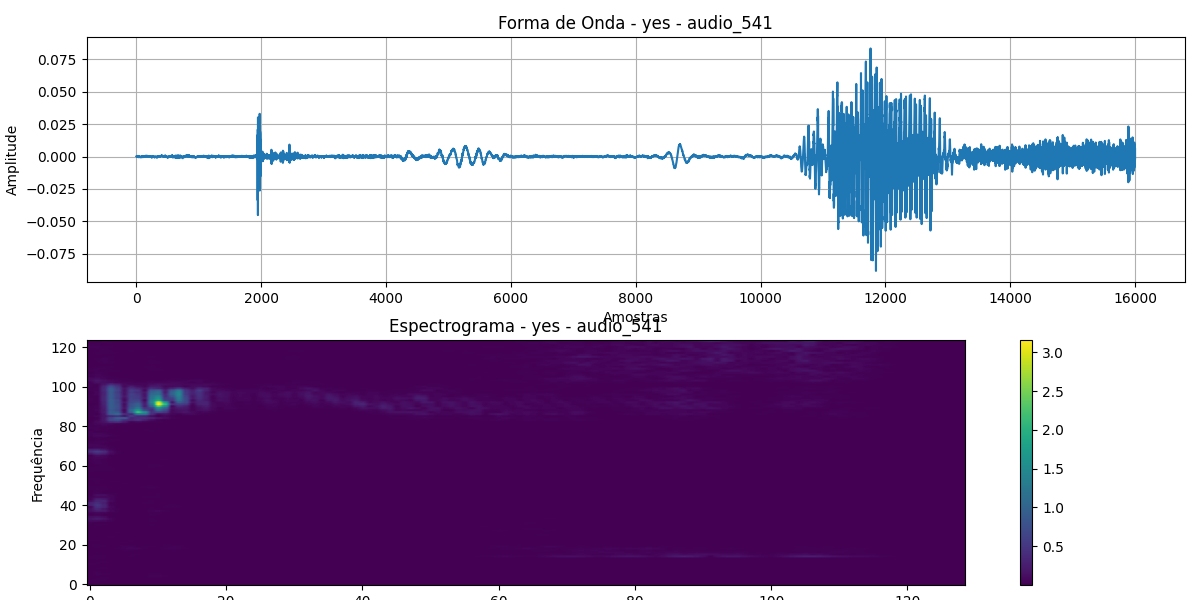 Forma de Onda - yes - audio_541
0.075
0.050
0.025
0.000
−0.025
−0.050
−0.075
Amplitude
0 2000 4000 6000 8000 10000 12000 14000 16000
Amostras
Espectrograma - yes - audio_541
120
100
80
60
40
20
0
Frequência
0 20 40 60 80 100 120
3.0
2.5
2.0
1.5
1.0
0.5